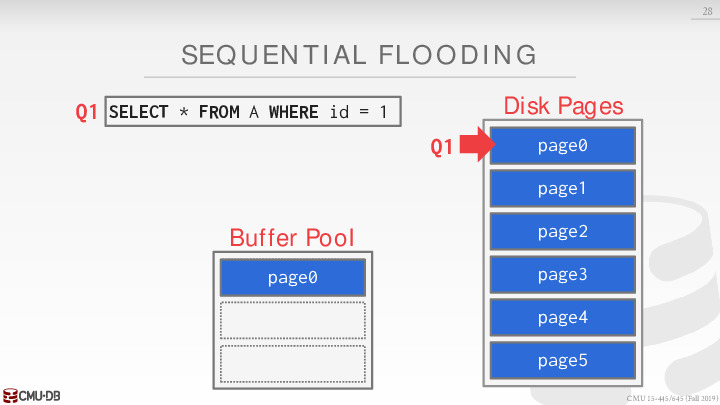 28
SEQUENTIAL FLOODING
Q1 SELECT * FROM A WHERE id = 1
Disk Pages
Q1
page0
page1
page2
page3
page4
page5
Buffer Pool
page0
CMU·DB
CMU 15-445/645 (Fall 2019)